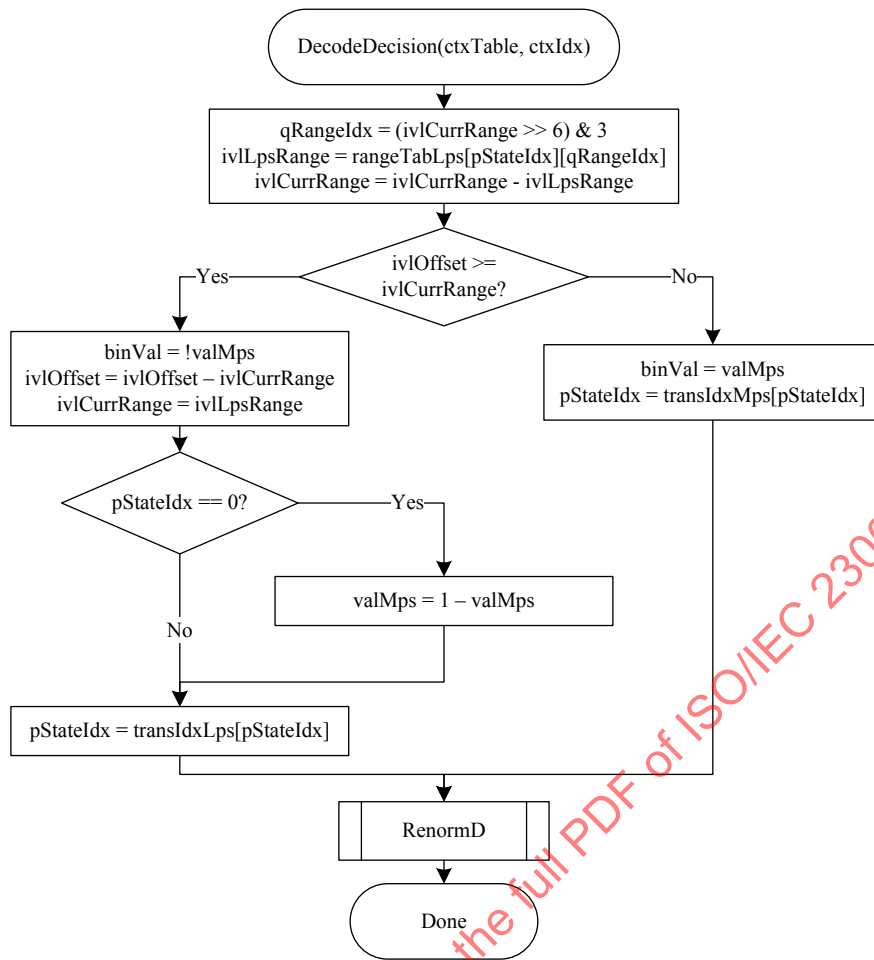 DecodeDecision(ctxTable, ctxIdx)
qRangeIdx = (ivlCurrRange >> 6) & 3
ivlLpsRange = rangeTabLps[pStateIdx][qRangeIdx]
ivlCurrRange = ivlCurrRange - ivlLpsRange
ivlOffset >=
ivlCurrRange?
Yes
No
binVal = !valMps
ivlOffset = ivlOffset – ivlCurrRange
ivlCurrRange = ivlLpsRange
binVal = valMps
pStateIdx = transIdxMps[pStateIdx]
pStateIdx == 0?
Yes
valMps = 1 – valMps
No
pStateIdx = transIdxLps[pStateIdx]
RenormD
Done
the full PDF of ISO/IEC 2300